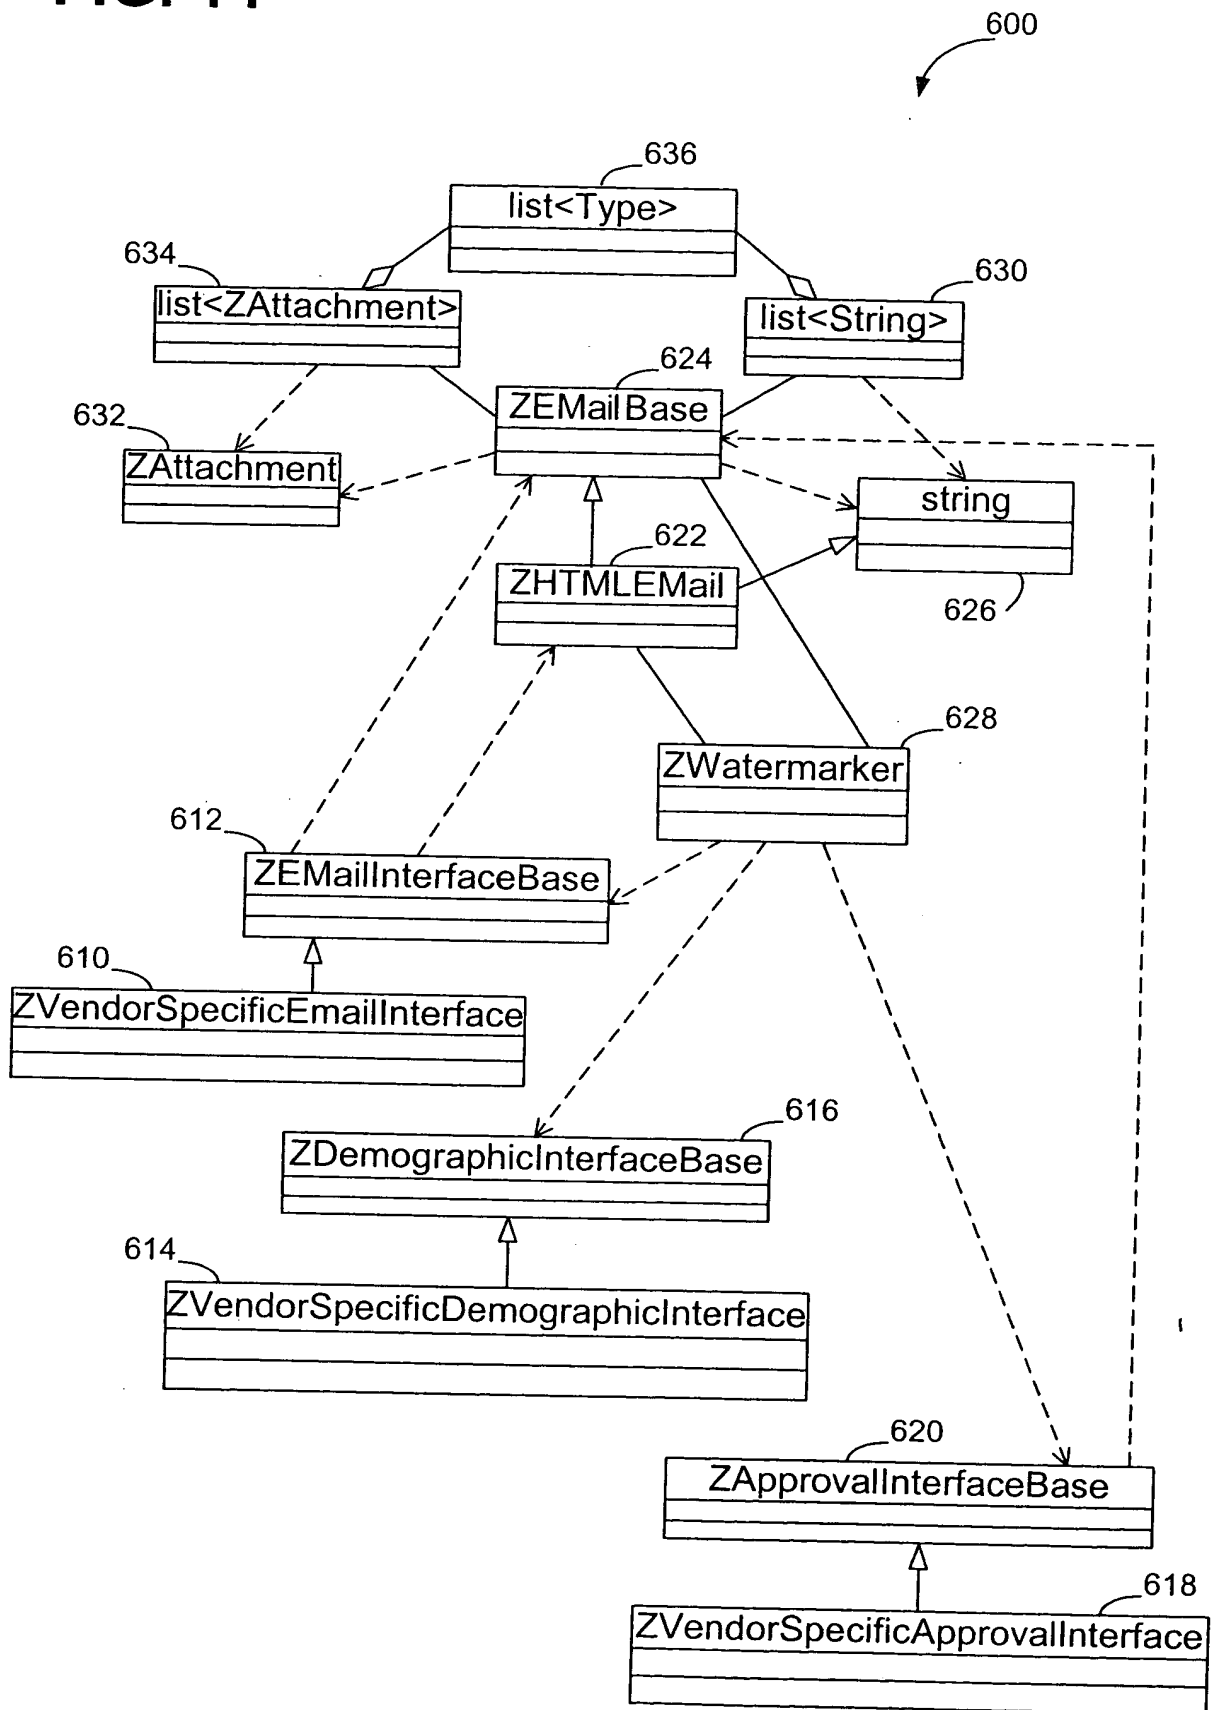 600
636
list<Type>
634
list<ZAttachment>
630
list<String>
624
ZEMailBase
632
ZAttachment
string
626
622
ZHTMLEMail
628
ZWatermarker
612
ZEMailInterfaceBase
610
ZVendorSpecificEmailInterface
616
ZDemographicInterfaceBase
614
ZVendorSpecificDemographicInterface
620
ZApprovalInterfaceBase
618
ZVendorSpecificApprovalInterface